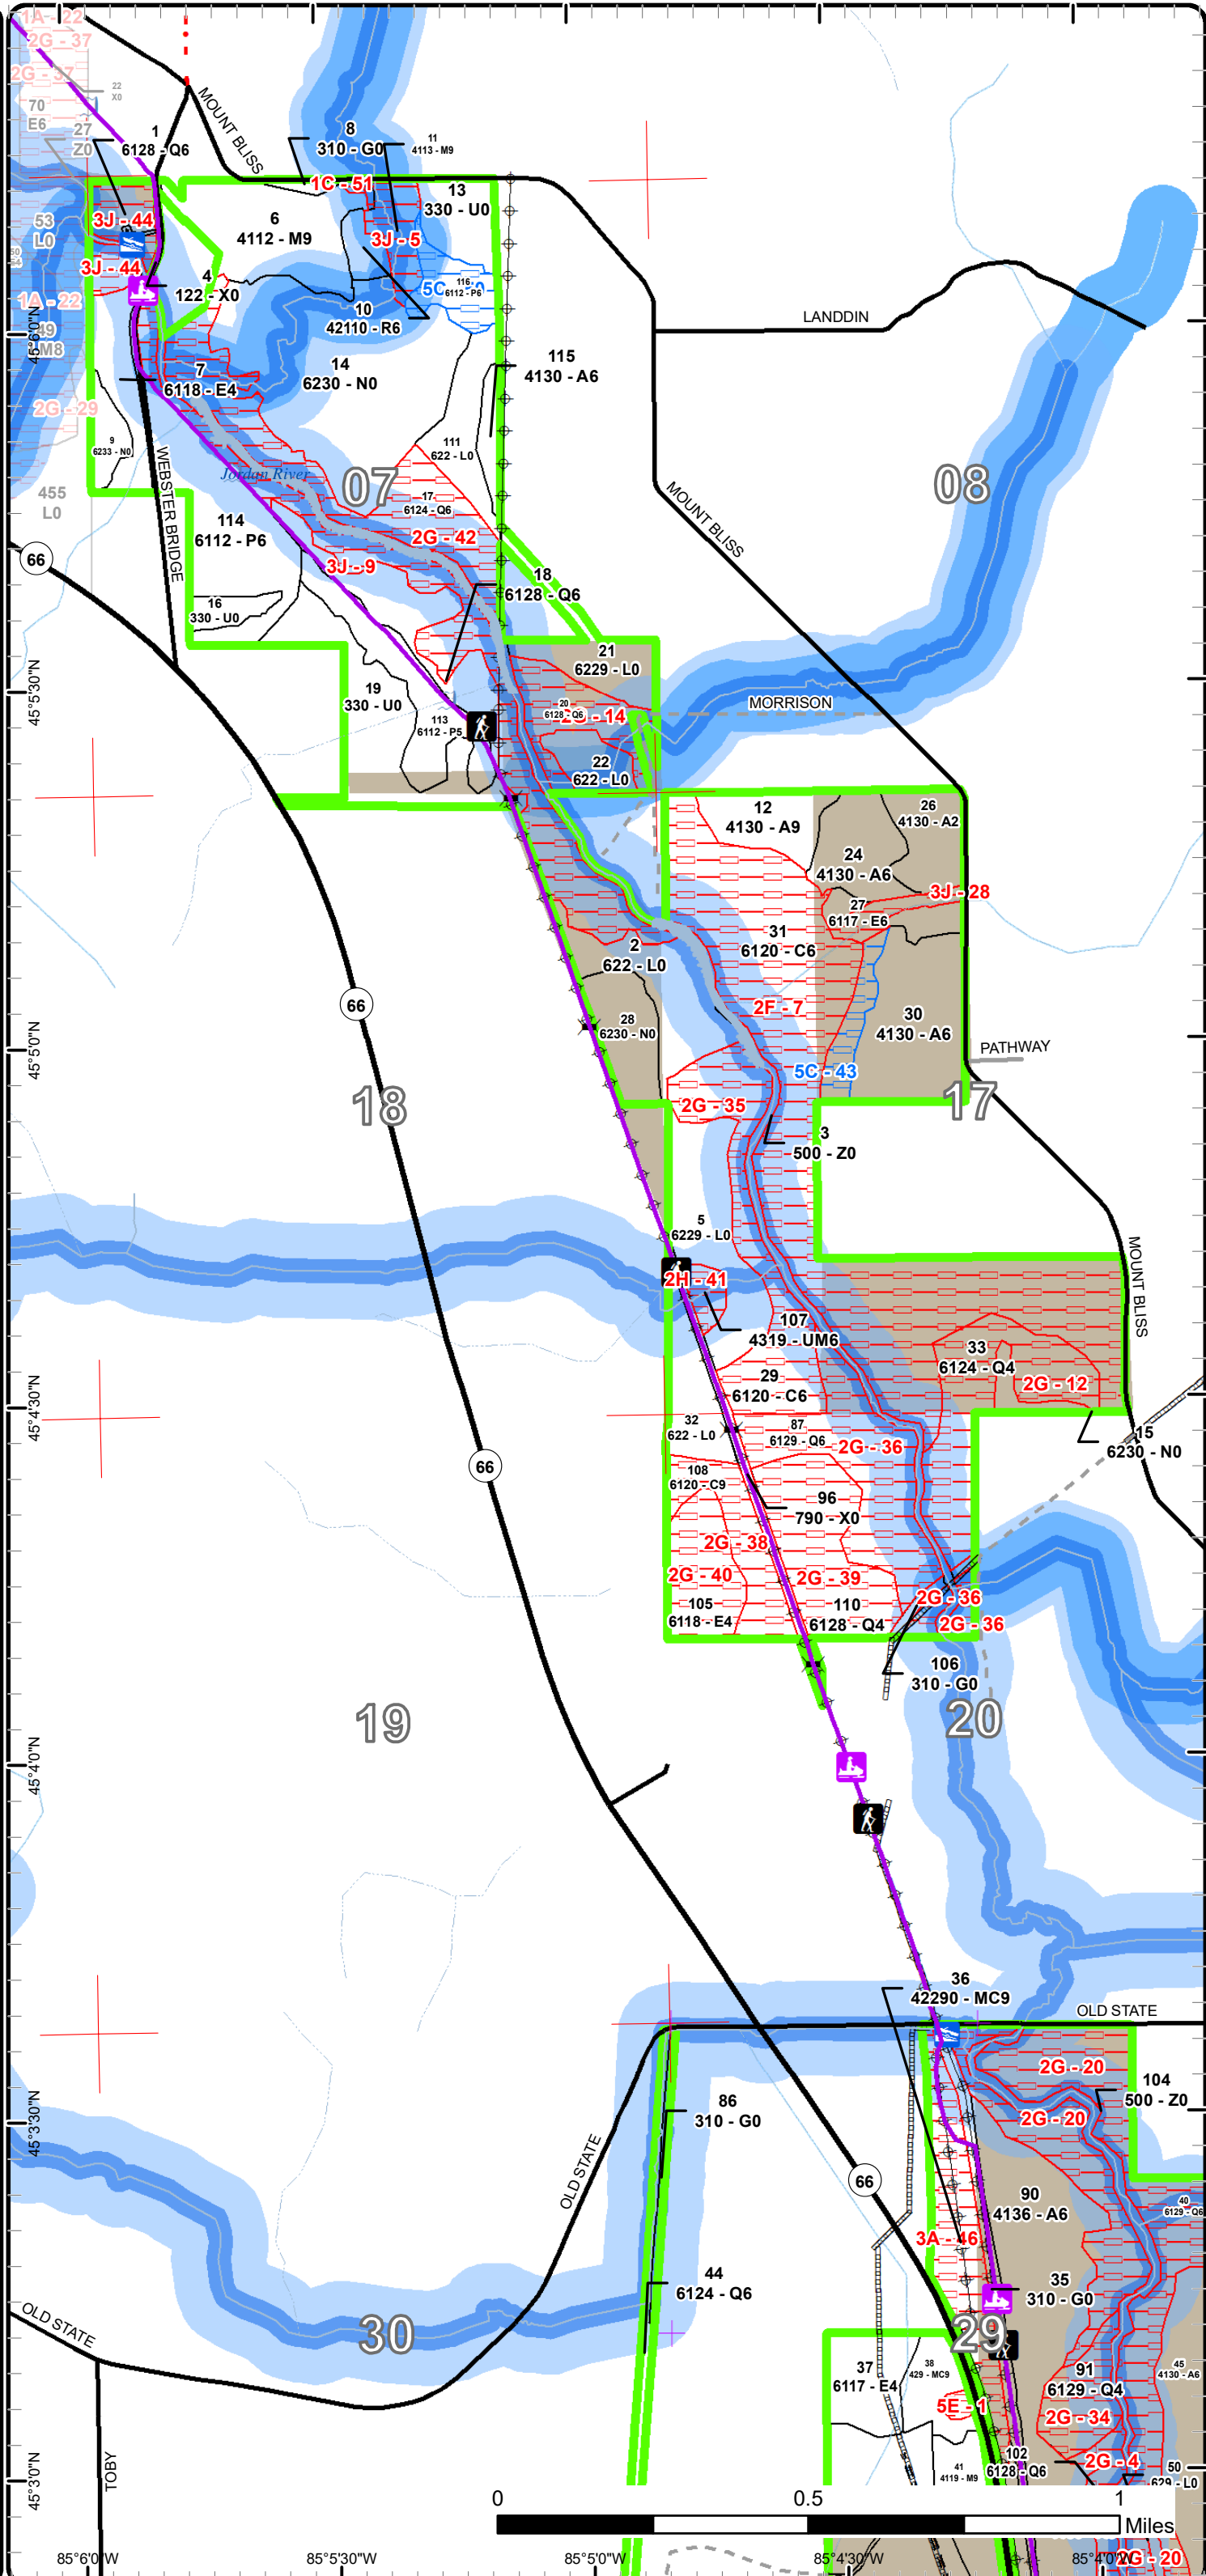 1A - 22
2G - 37
2G - 37
22
X0
70
E6
27
Z0
1
6128 - Q6
MOUNT BLISS
8
310 - G0
11
4113 - M9
1C - 51
13
330 - U0
53
L0
3J - 44
6
4112 - M9
3J - 5
3J - 44
4
122 - X0
116
6112 - P6
1A - 22
10
42110 - R6
LANDDIN
49
M8
45°6'0"N
14
6230 - N0
115
4130 - A6
7
6118 - E4
2G - 29
9
6233 - N0
111
622 - L0
Jordan River
07
08
455
L0
WEBSTER BRIDGE
17
6124 - Q6
MOUNT BLISS
114
6112 - P6
2G - 42
66
3J - 9
18
6128 - Q6
16
330 - U0
21
6229 - L0
45°5'30"N
19
330 - U0
20
6128 - Q6
MORRISON
113
6112 - P5
22
622 - L0
12
4130 - A9
26
4130 - A2
24
4130 - A6
3J - 28
27
6117 - E6
2
622 - L0
31
6120 - C6
66
2F - 7
28
6230 - N0
30
4130 - A6
45°5'0"N
PATHWAY
5C - 43
18
2G - 35
17
3
500 - Z0
5
6229 - L0
MOUNT BLISS
2H - 41
107
4319 - UM6
33
6124 - Q4
29
6120 - C6
2G - 12
45°4'30"N
32
622 - L0
87
6129 - Q6
2G - 36
15
6230 - N0
66
108
6120 - C9
96
790 - X0
2G - 38
2G - 40
2G - 39
2G - 36
105
6118 - E4
110
6128 - Q4
2G - 36
106
310 - G0
19
20
45°4'0"N
36
42290 - MC9
OLD STATE
2G - 20
104
500 - Z0
86
310 - G0
2G - 20
45°3'30"N
OLD STATE
66
90
4136 - A6
40
6129 - Q6
3A - 46
44
6124 - Q6
35
310 - G0
OLD STATE
30
29
37
6117 - E4
38
429 - MC9
91
6129 - Q4
45
4130 - A6
5E - 1
2G - 34
102
6128 - Q6
2G - 4
50
629 - L0
41
4119 - M9
TOBY
45°3'0"N
0
0.5
1
Miles
85°6'0"W
85°5'30"W
85°5'0"W
85°4'30"W
85°4'0"W
2G - 20